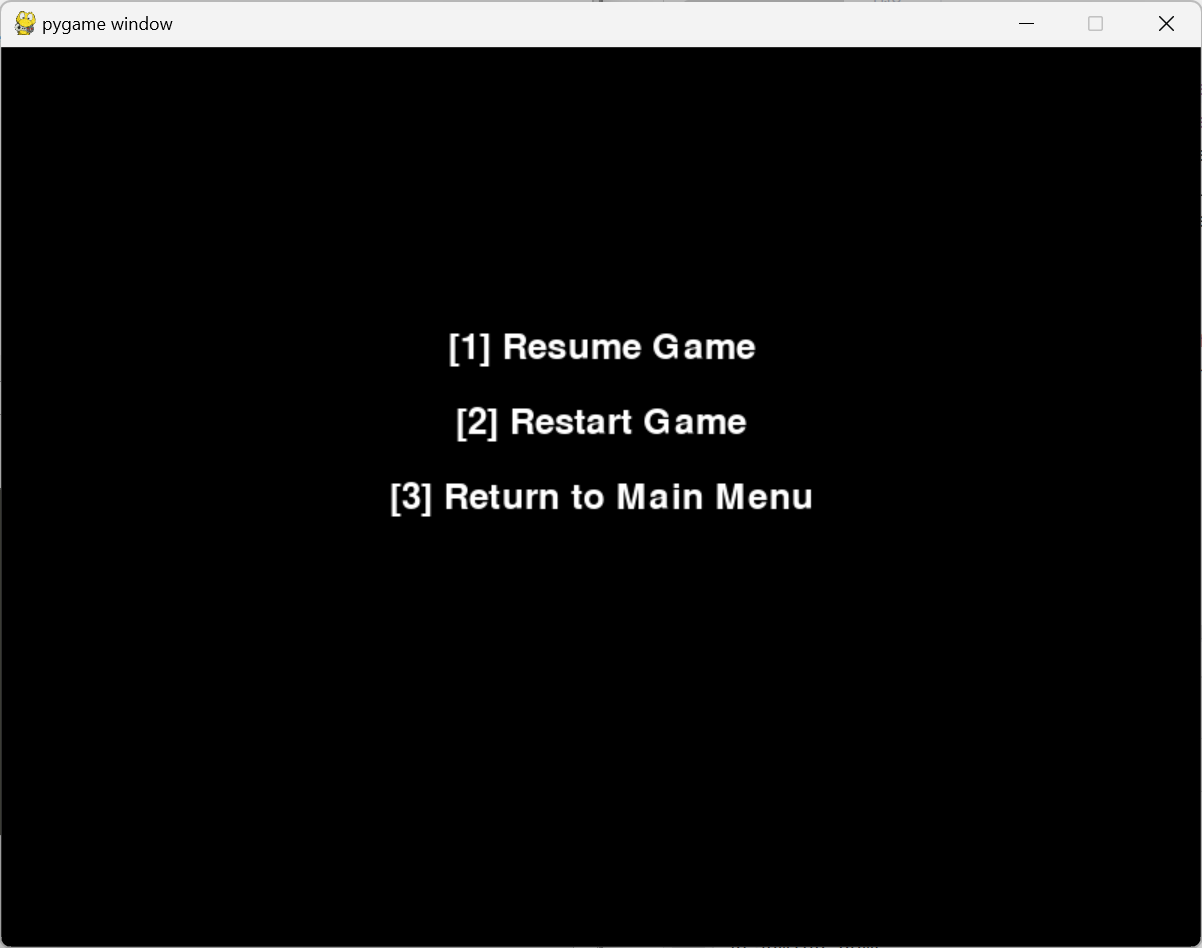 pygame window
[1] Resume Game
[2] Restart Game
[3] Return to Main Menu